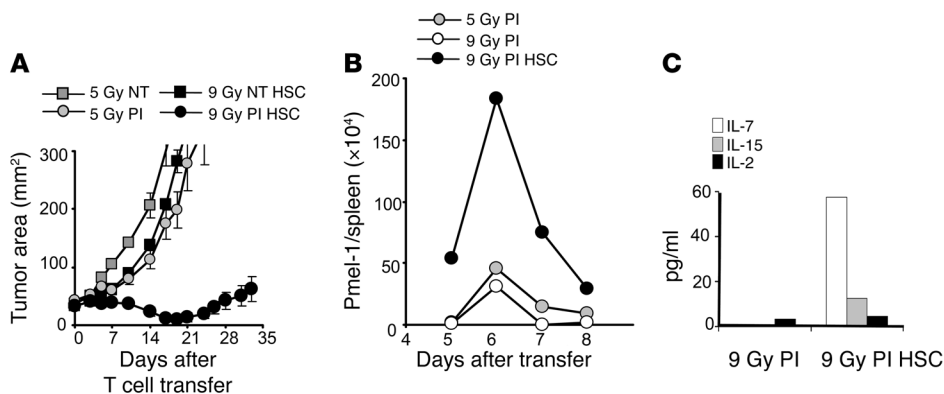 A
5 Gy NT
9 Gy NT HSC
5 Gy PI
9 Gy PI HSC
Tumor area (mm²)
300
200
100
0
0 7 14 21 28 35
Days after
T cell transfer
B
5 Gy PI
9 Gy PI
9 Gy PI HSC
Pmel-1/spleen (×10⁴)
200
150
100
50
0
4 5 6 7 8
Days after transfer
C
IL-7
IL-15
IL-2
pg/ml
60
40
20
0
9 Gy PI 9 Gy PI HSC